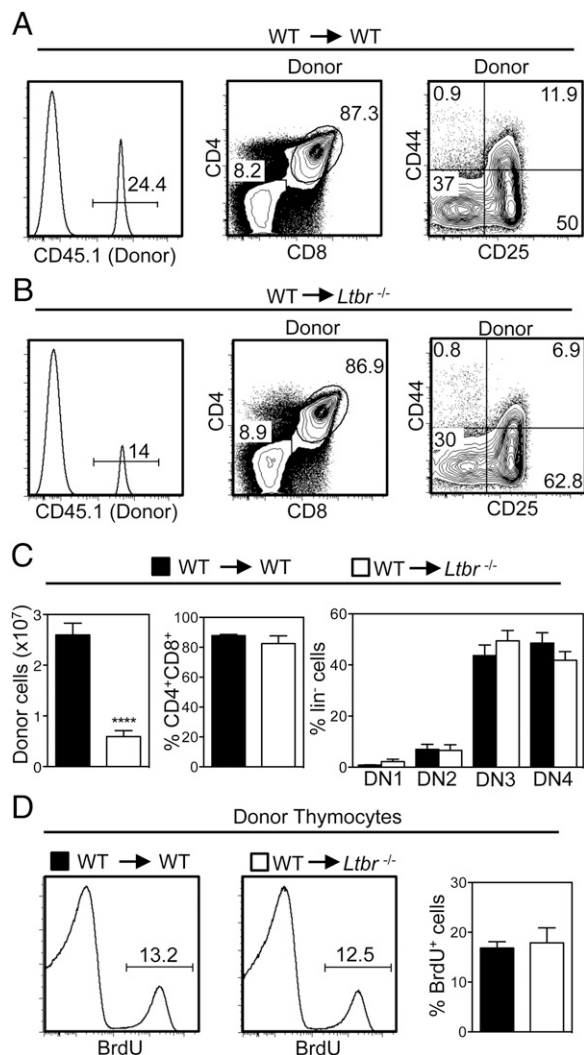 A
WT → WT
Donor
Donor
24.4
CD45.1 (Donor)
87.3
8.2
CD4
CD8
0.9
11.9
37
50
CD44
CD25
B
WT → Ltbr -/-
Donor
Donor
14
CD45.1 (Donor)
86.9
8.9
CD4
CD8
0.8
6.9
30
62.8
CD44
CD25
C
WT → WT
WT → Ltbr -/-
Donor cells (x10⁷)
3
2
1
0
****
% CD4⁺CD8⁺
100
80
60
40
20
0
% lin⁻ cells
60
40
20
0
DN1 DN2 DN3 DN4
D
Donor Thymocytes
WT → WT
WT → Ltbr -/-
13.2
BrdU
12.5
BrdU
% BrdU⁺ cells
30
20
10
0